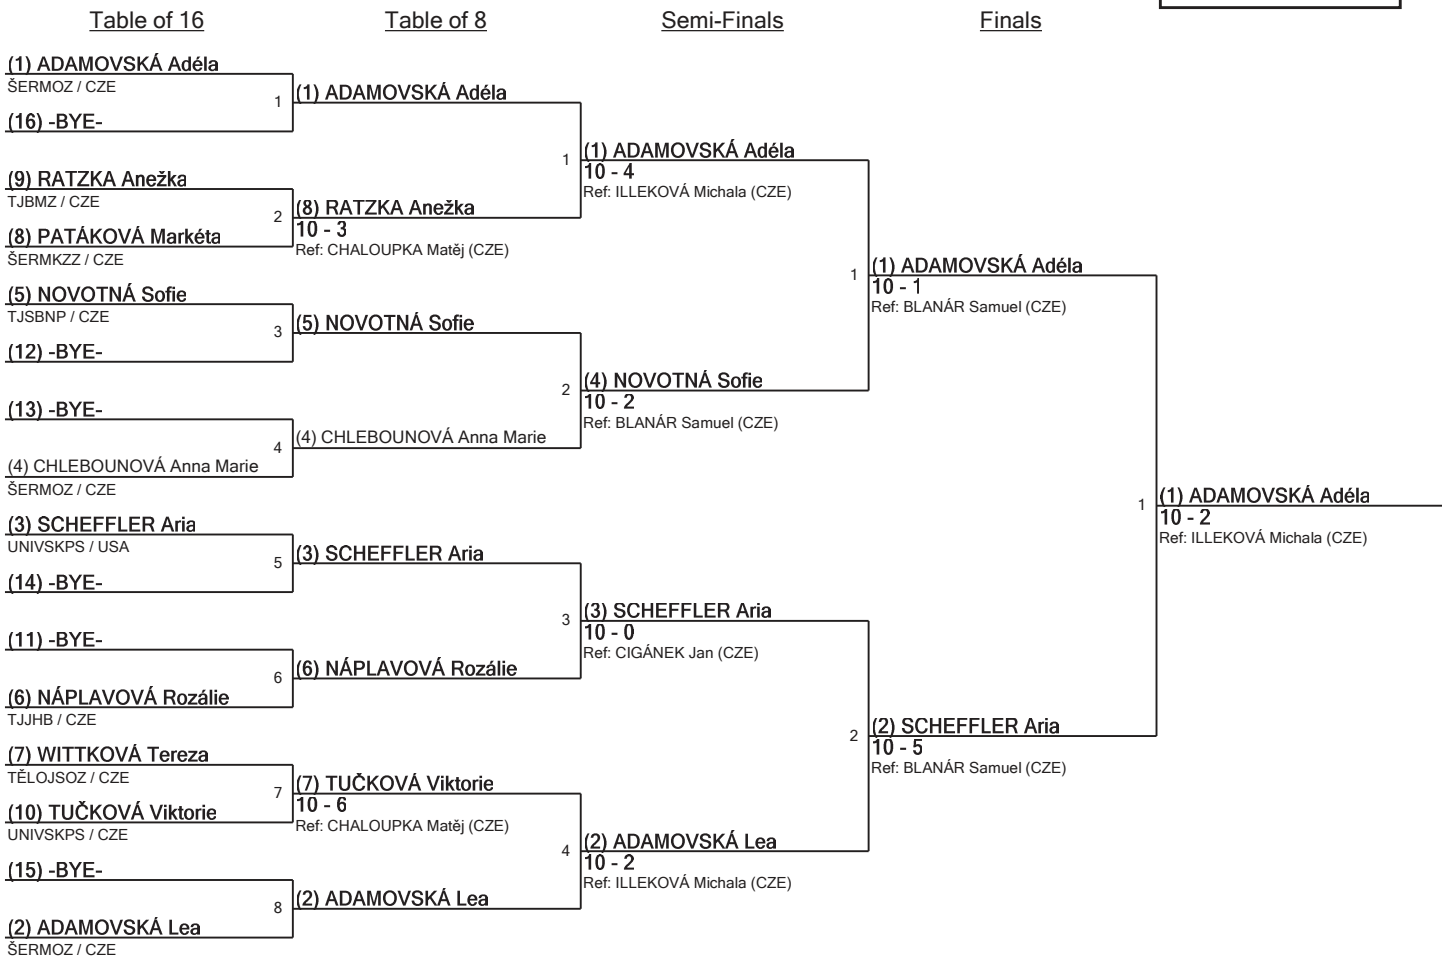 Table of 16
Table of 8
Semi-Finals
Finals
(1) ADAMOVSKÁ Adéla
ŠERMOZ / CZE
1
(16) -BYE-
(9) RATZKA Anežka
TJBMZ / CZE
2
(8) PATÁKOVÁ Markéta
ŠERMKZZ / CZE
(5) NOVOTNÁ Sofie
TJSBNP / CZE
3
(12) -BYE-
(13) -BYE-
4
(4) CHLEBOUNOVÁ Anna Marie
ŠERMOZ / CZE
(3) SCHEFFLER Aria
UNIVSKPS / USA
5
(14) -BYE-
(11) -BYE-
6
(6) NÁPLAVOVÁ Rozálie
TJJHB / CZE
(7) WITTKOVÁ Tereza
TĚLOJSOZ / CZE
7
(10) TUČKOVÁ Viktorie
UNIVSKPS / CZE
(15) -BYE-
8
(2) ADAMOVSKÁ Lea
ŠERMOZ / CZE
(1) ADAMOVSKÁ Adéla
1
(8) RATZKA Anežka
10 - 3
Ref: CHALOUPKA Matěj (CZE)
(5) NOVOTNÁ Sofie
2
(4) CHLEBOUNOVÁ Anna Marie
(3) SCHEFFLER Aria
3
(6) NÁPLAVOVÁ Rozálie
(7) TUČKOVÁ Viktorie
10 - 6
Ref: CHALOUPKA Matěj (CZE)
4
(2) ADAMOVSKÁ Lea
(1) ADAMOVSKÁ Adéla
10 - 4
Ref: ILLEKOVÁ Michala (CZE)
1
(4) NOVOTNÁ Sofie
10 - 2
Ref: BLANÁR Samuel (CZE)
(3) SCHEFFLER Aria
10 - 0
Ref: CIGÁNEK Jan (CZE)
2
(2) ADAMOVSKÁ Lea
10 - 2
Ref: ILLEKOVÁ Michala (CZE)
(1) ADAMOVSKÁ Adéla
10 - 1
Ref: BLANÁR Samuel (CZE)
1
(2) SCHEFFLER Aria
10 - 5
Ref: BLANÁR Samuel (CZE)
(1) ADAMOVSKÁ Adéla
10 - 2
Ref: ILLEKOVÁ Michala (CZE)